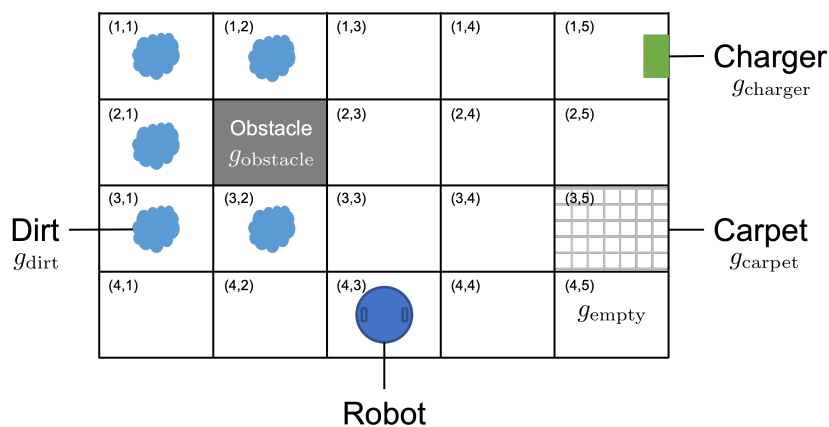 (1,1) (1,2) (1,3) (1,4) (1,5)
Charger
g_charger
(2,1) Obstacle (2,3) (2,4) (2,5)
g_obstacle
(3,1) (3,2) (3,3) (3,4) (3,5)
Dirt
g_dirt
Carpet
g_carpet
(4,1) (4,2) (4,3) (4,4) (4,5)
g_empty
Robot